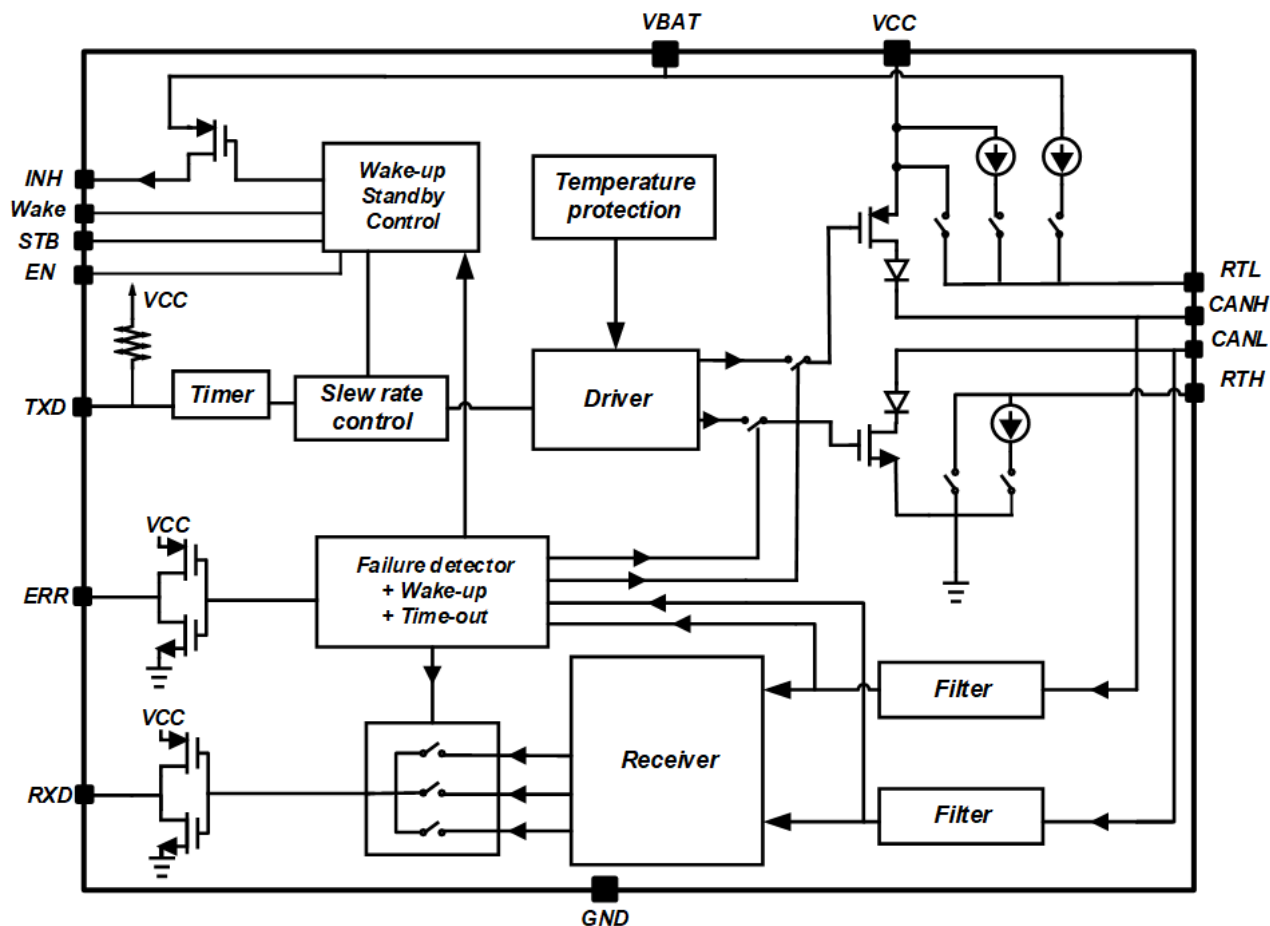 VBAT
VCC
INH
Wake
STB
EN
Wake-up
Standby
Control
Temperature
protection
VCC
RTL
CANH
CANL
RTH
TXD
Timer
Slew rate
control
Driver
VCC
ERR
Failure detector
+ Wake-up
+ Time-out
VCC
RXD
Receiver
Filter
Filter
GND